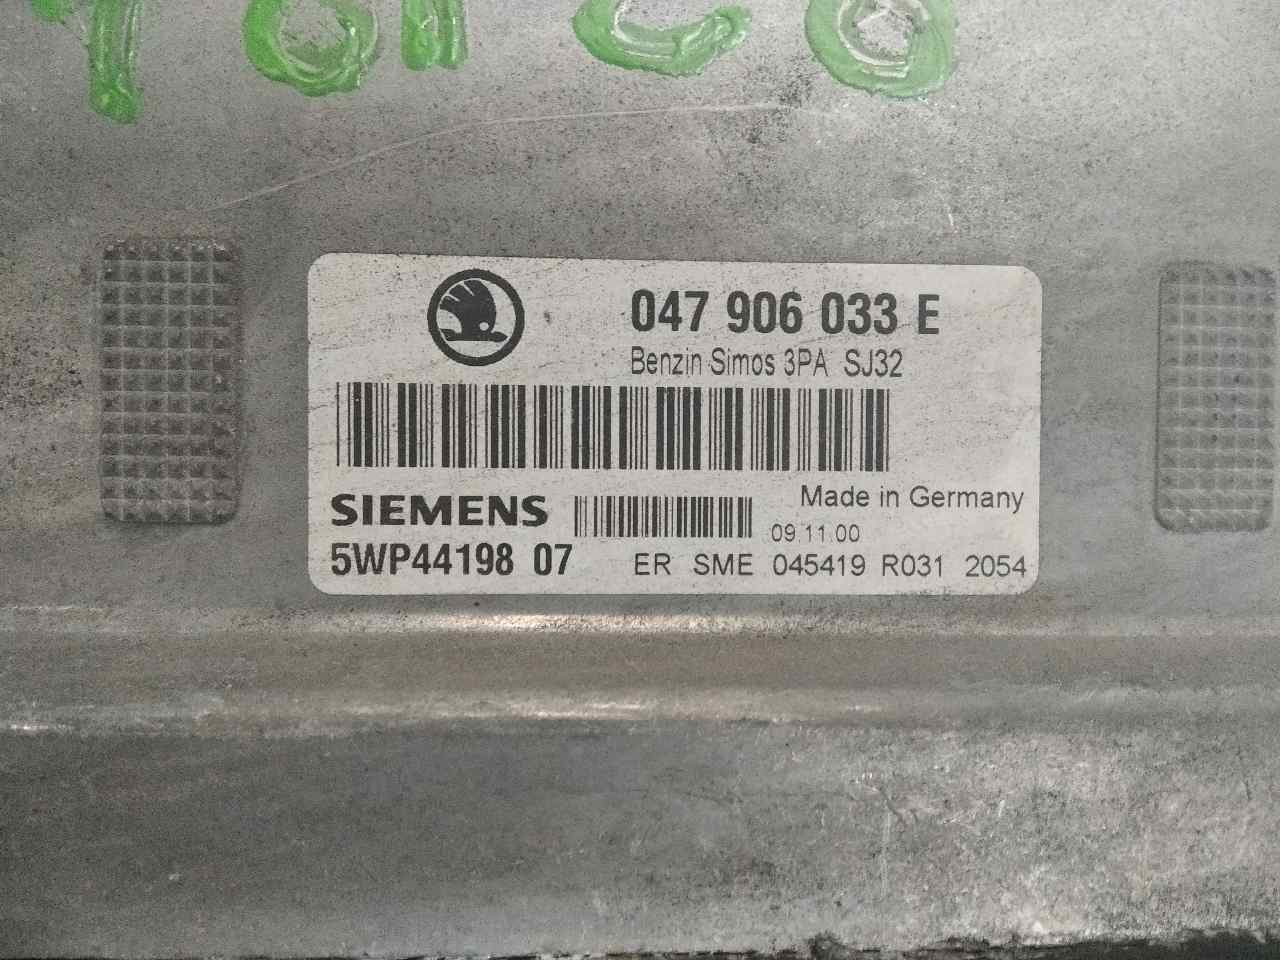 047 906 033 E
Benzin Simos 3PA SJ32
Made in Germany
SIEMENS
09.11.00
5WP44198 07 ER SME 045419 R031 2054